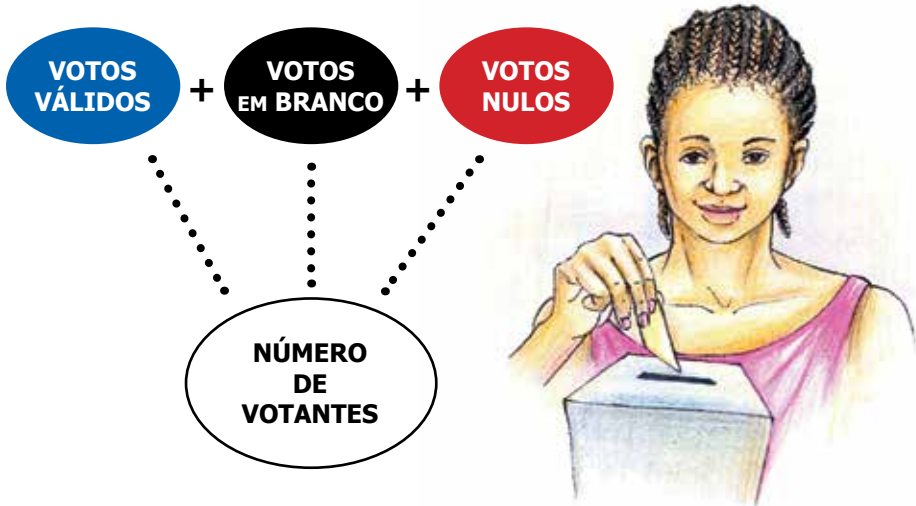 VOTOS
VÁLIDOS
+
VOTOS
EM BRANCO
+
VOTOS
NULOS
NÚMERO
DE
VOTANTES